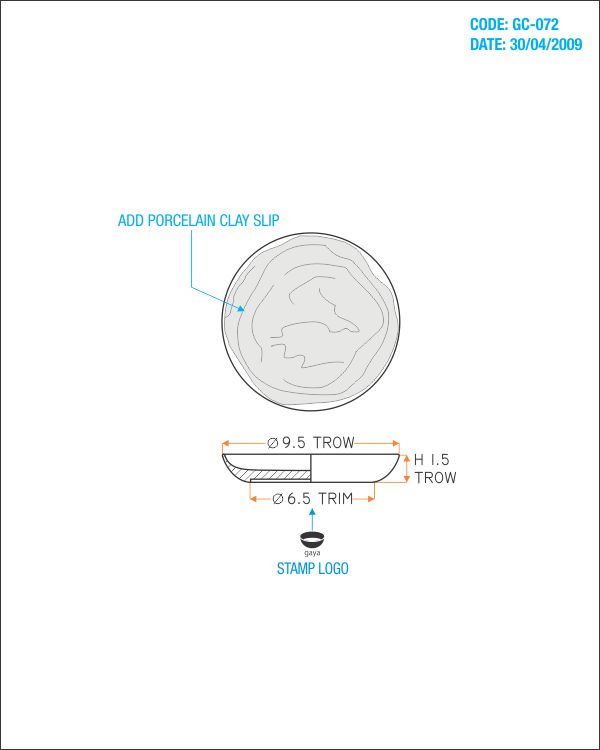 CODE: GC-072
DATE: 30/04/2009
ADD PORCELAIN CLAY SLIP
Ø 9.5 TROW
H 1.5
TROW
Ø 6.5 TRIM
gaya
STAMP LOGO